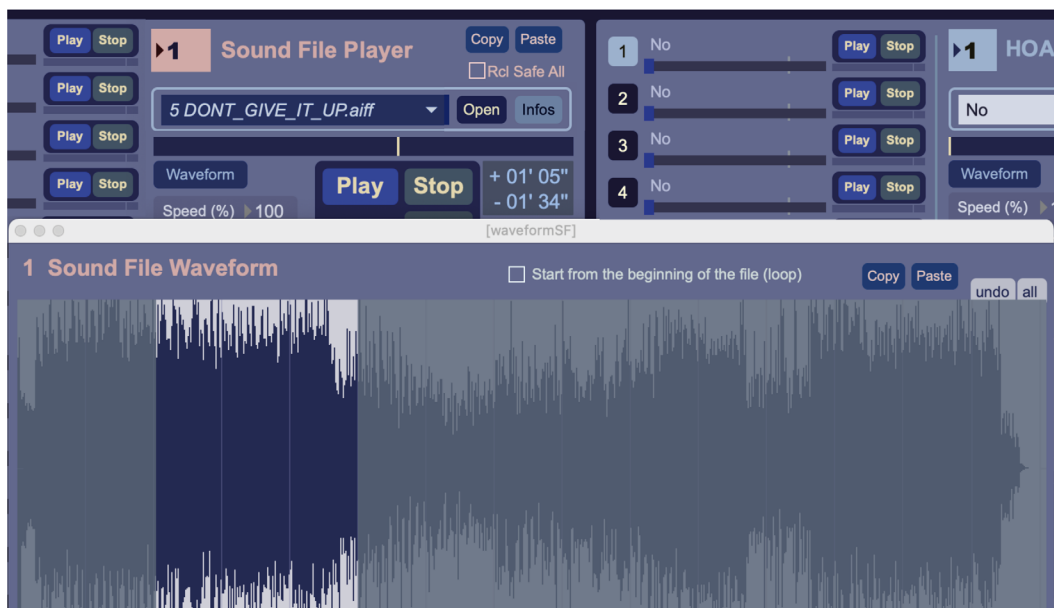 Play Stop
Play Stop
Play Stop
Play Stop
1 Sound File Player
Copy Paste
Rcl Safe All
5 DONT_GIVE_IT_UP.aiff
Open Infos
Waveform
Speed (%) 100
Play Stop
+ 01' 05"
- 01' 34"
1 No Play Stop
2 No Play Stop
3 No Play Stop
4 No Play Stop
1 HOA
No
Waveform
Speed (%)
[waveformSF]
1 Sound File Waveform
Start from the beginning of the file (loop)
Copy Paste
undo all